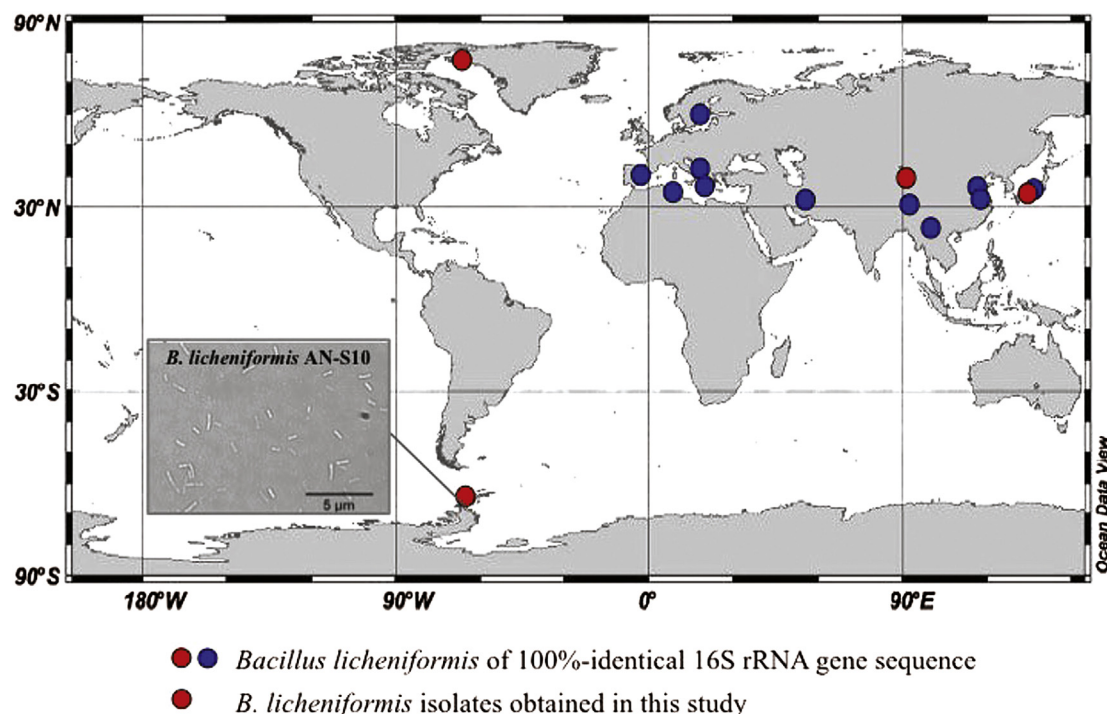 90°N
30°N
30°S
90°S
B. licheniformis AN-S10
5 µm
180°W
90°W
0°
90°E
Ocean Data View
Bacillus licheniformis of 100%-identical 16S rRNA gene sequence
B. licheniformis isolates obtained in this study